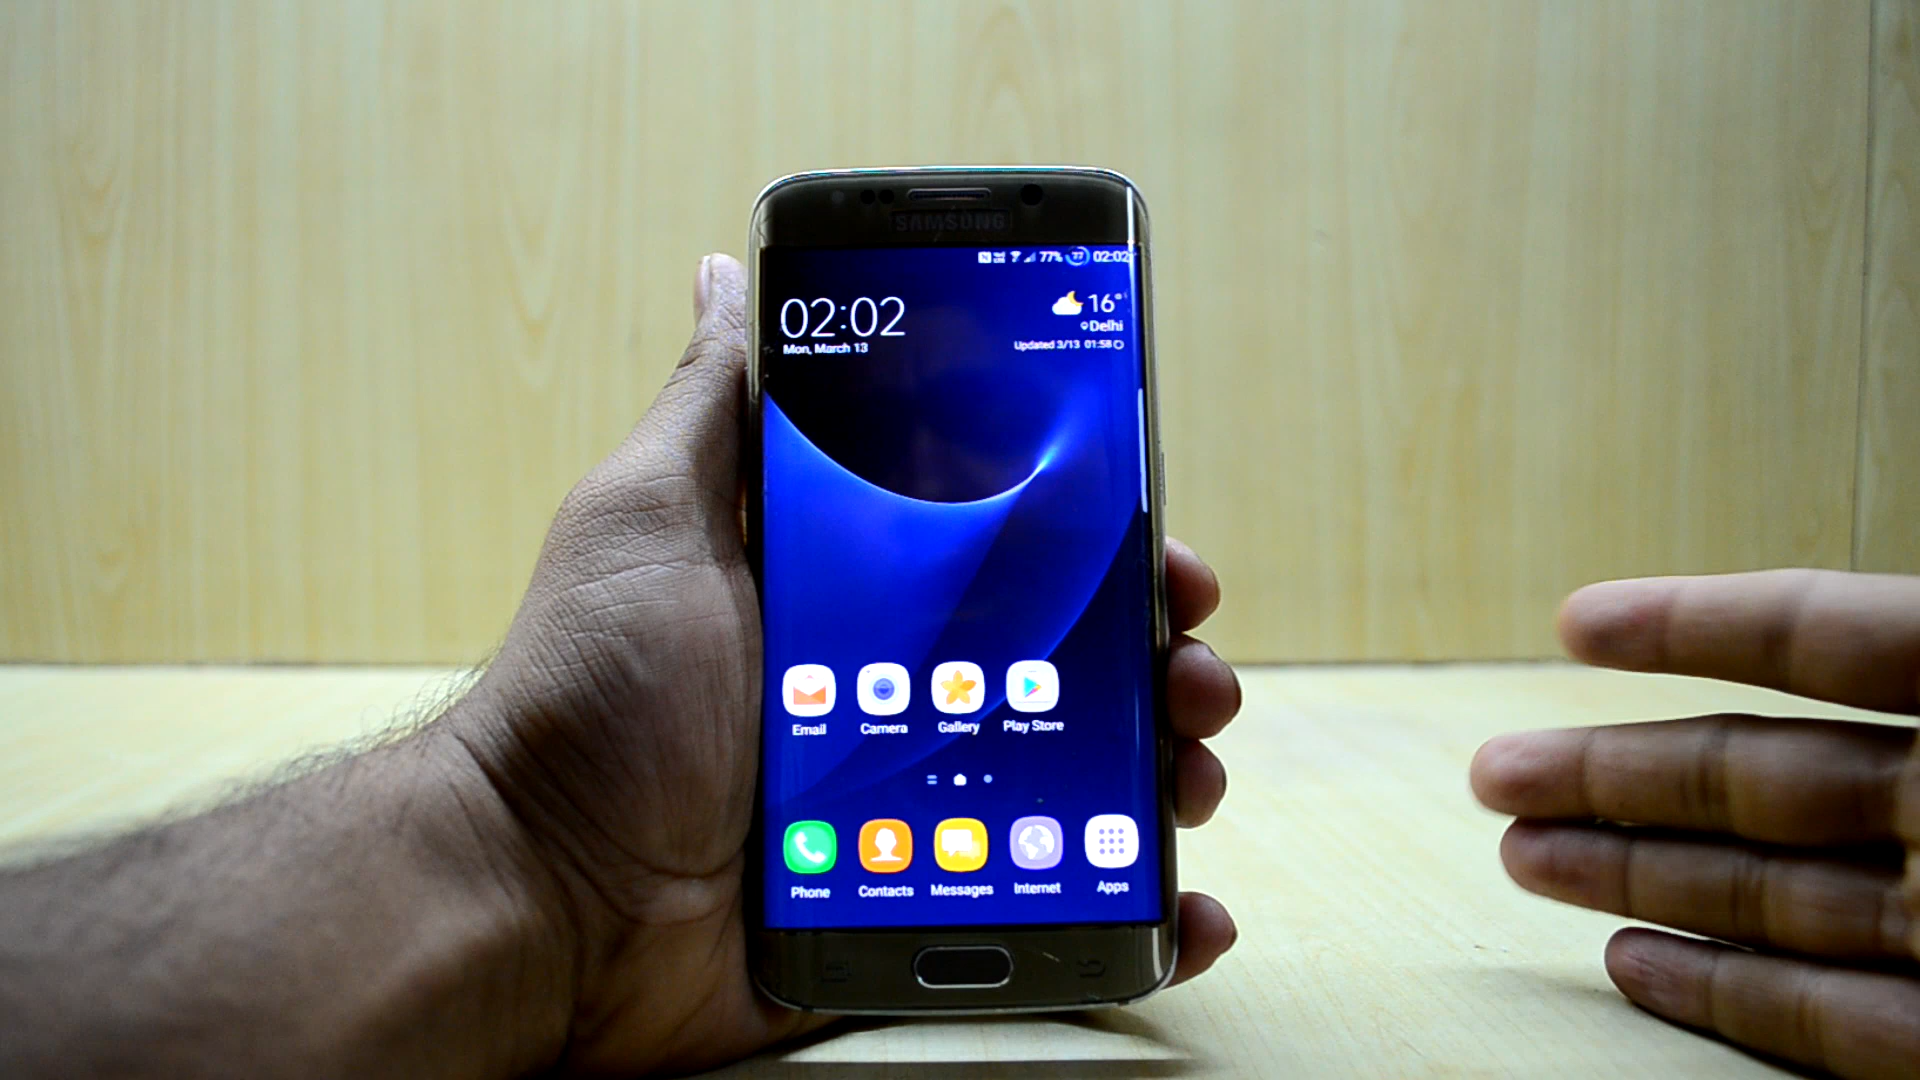 SAMSUNG
77% 77 02:02
02:02
16°
Delhi
Mon, March 13
Updated 3/13 01:58
Email Camera Gallery Play Store
Phone Contacts Messages Internet Apps